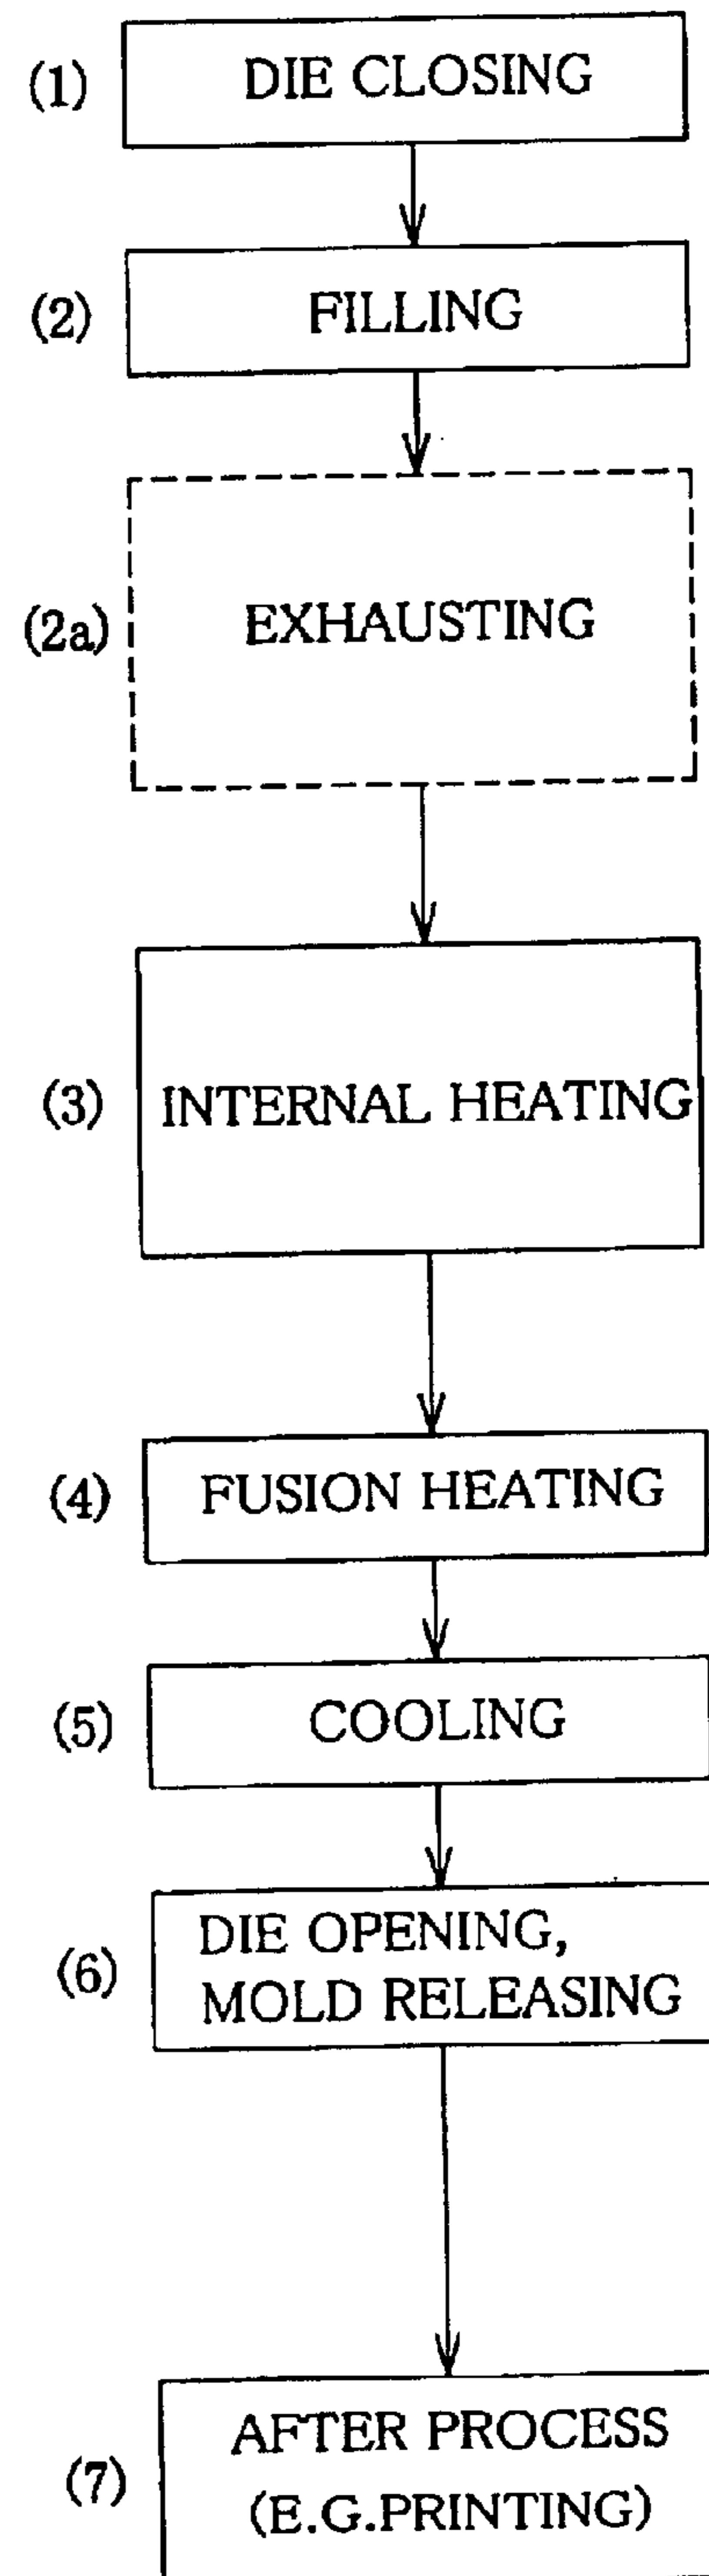 (1) DIE CLOSING
(2) FILLING
(2a) EXHAUSTING
(3) INTERNAL HEATING
(4) FUSION HEATING
(5) COOLING
(6) DIE OPENING,
MOLD RELEASING
(7) AFTER PROCESS
(E.G.PRINTING)